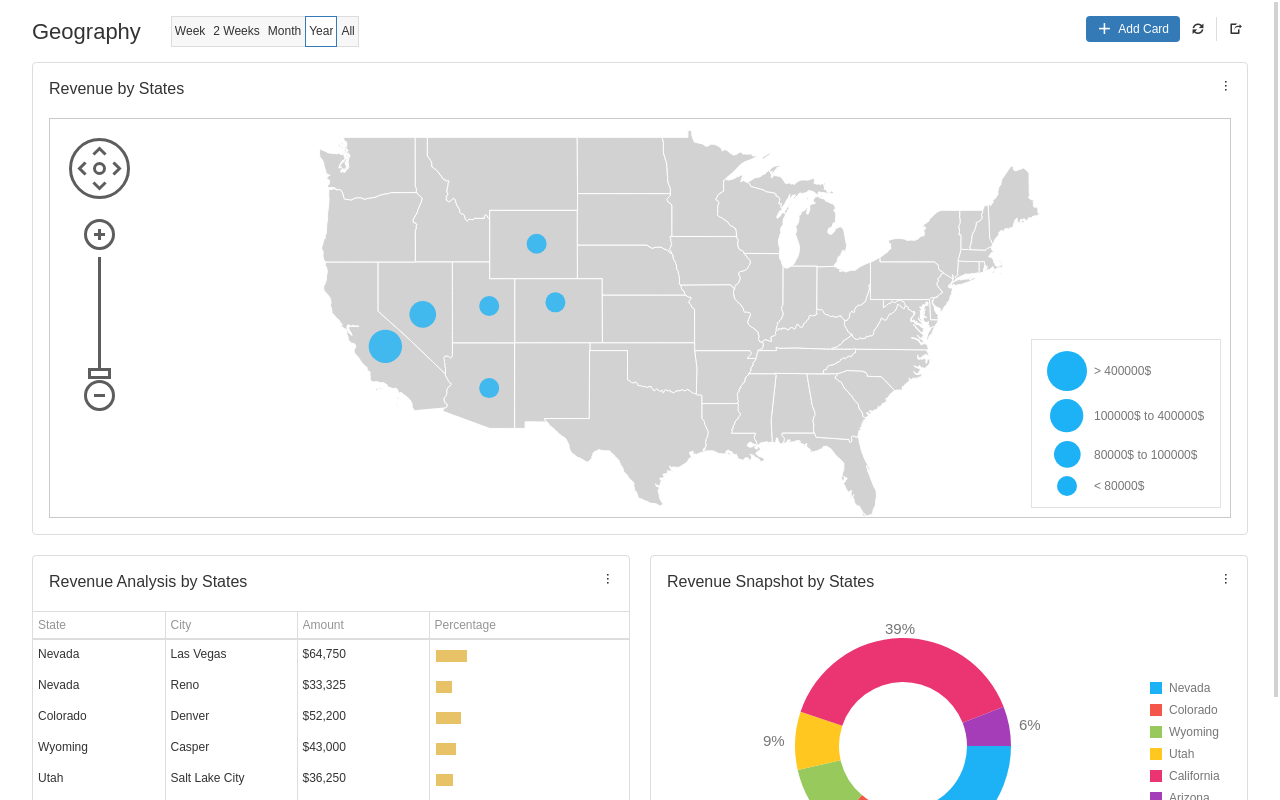 Geography
Week 2 Weeks Month Year All
Add Card
Revenue by States
> 400000$
100000$ to 400000$
80000$ to 100000$
< 80000$
Revenue Analysis by States
State City Amount Percentage
Nevada Las Vegas $64,750
Nevada Reno $33,325
Colorado Denver $52,200
Wyoming Casper $43,000
Utah Salt Lake City $36,250
Revenue Snapshot by States
39%
6%
9%
Nevada
Colorado
Wyoming
Utah
California
Arizona